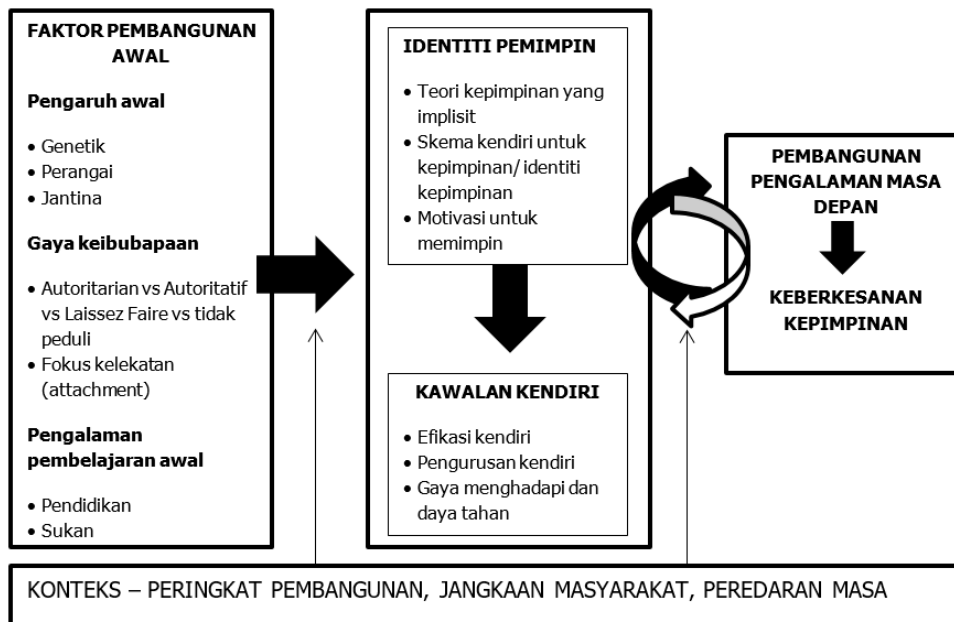 FAKTOR PEMBANGUNAN
AWAL
Pengaruh awal
• Genetik
• Perangai
• Jantina
Gaya keibubapaan
• Autoritarian vs Autoritatif
vs Laissez Faire vs tidak
peduli
• Fokus kelekatan
(attachment)
Pengalaman
pembelajaran awal
• Pendidikan
• Sukan
IDENTITI PEMIMPIN
• Teori kepimpinan yang
implisit
• Skema kendiri untuk
kepimpinan/ identiti
kepimpinan
• Motivasi untuk
memimpin
KAWALAN KENDIRI
• Efikasi kendiri
• Pengurusan kendiri
• Gaya menghadapi dan
daya tahan
PEMBANGUNAN
PENGALAMAN MASA
DEPAN
KEBERKESANAN
KEPIMPINAN
KONTEKS – PERINGKAT PEMBANGUNAN, JANGKAAN MASYARAKAT, PEREDARAN MASA